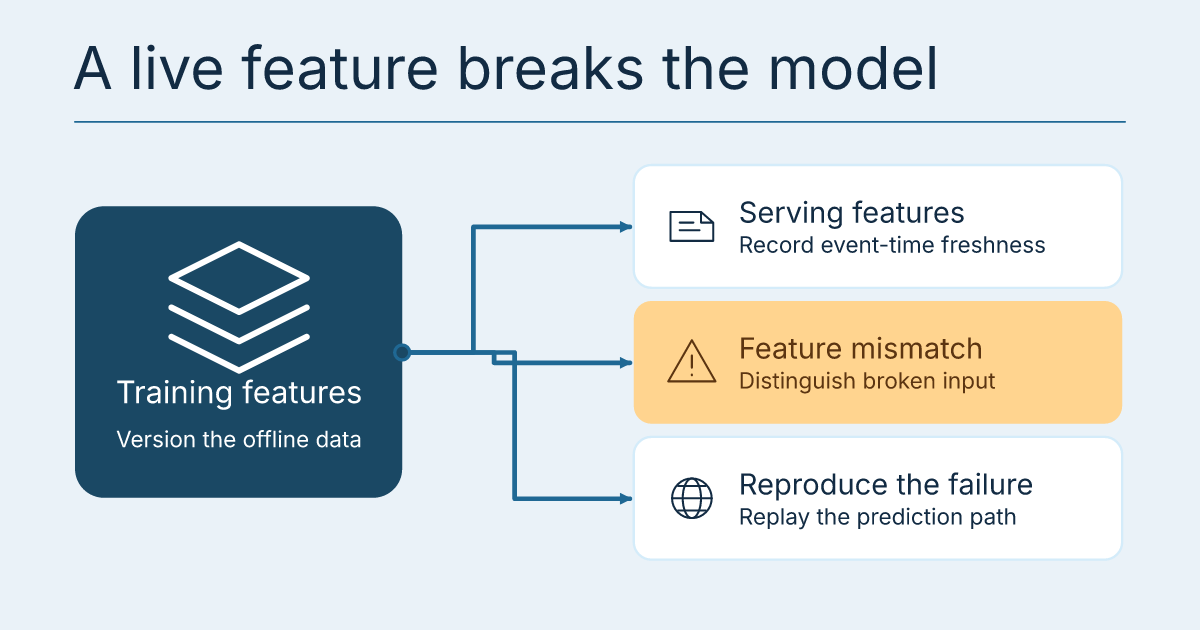 A live feature breaks the model
Training features
Version the offline data
Serving features
Record event-time freshness
Feature mismatch
Distinguish broken input
Reproduce the failure
Replay the prediction path